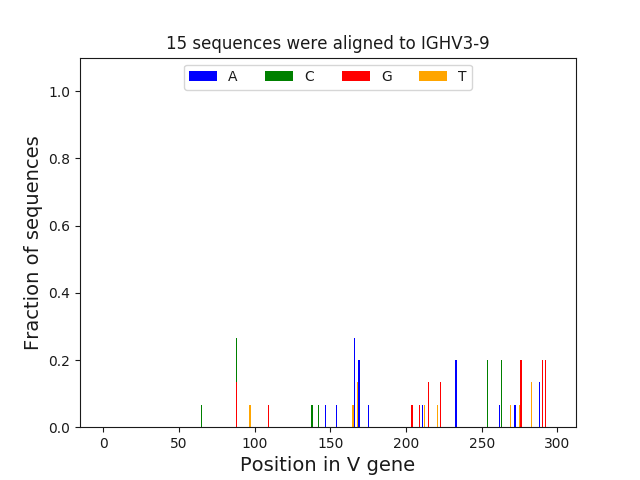 15 sequences were aligned to IGHV3-9
A C G T
1.0
0.8
0.6
0.4
0.2
0.0
Fraction of sequences
0 50 100 150 200 250 300
Position in V gene